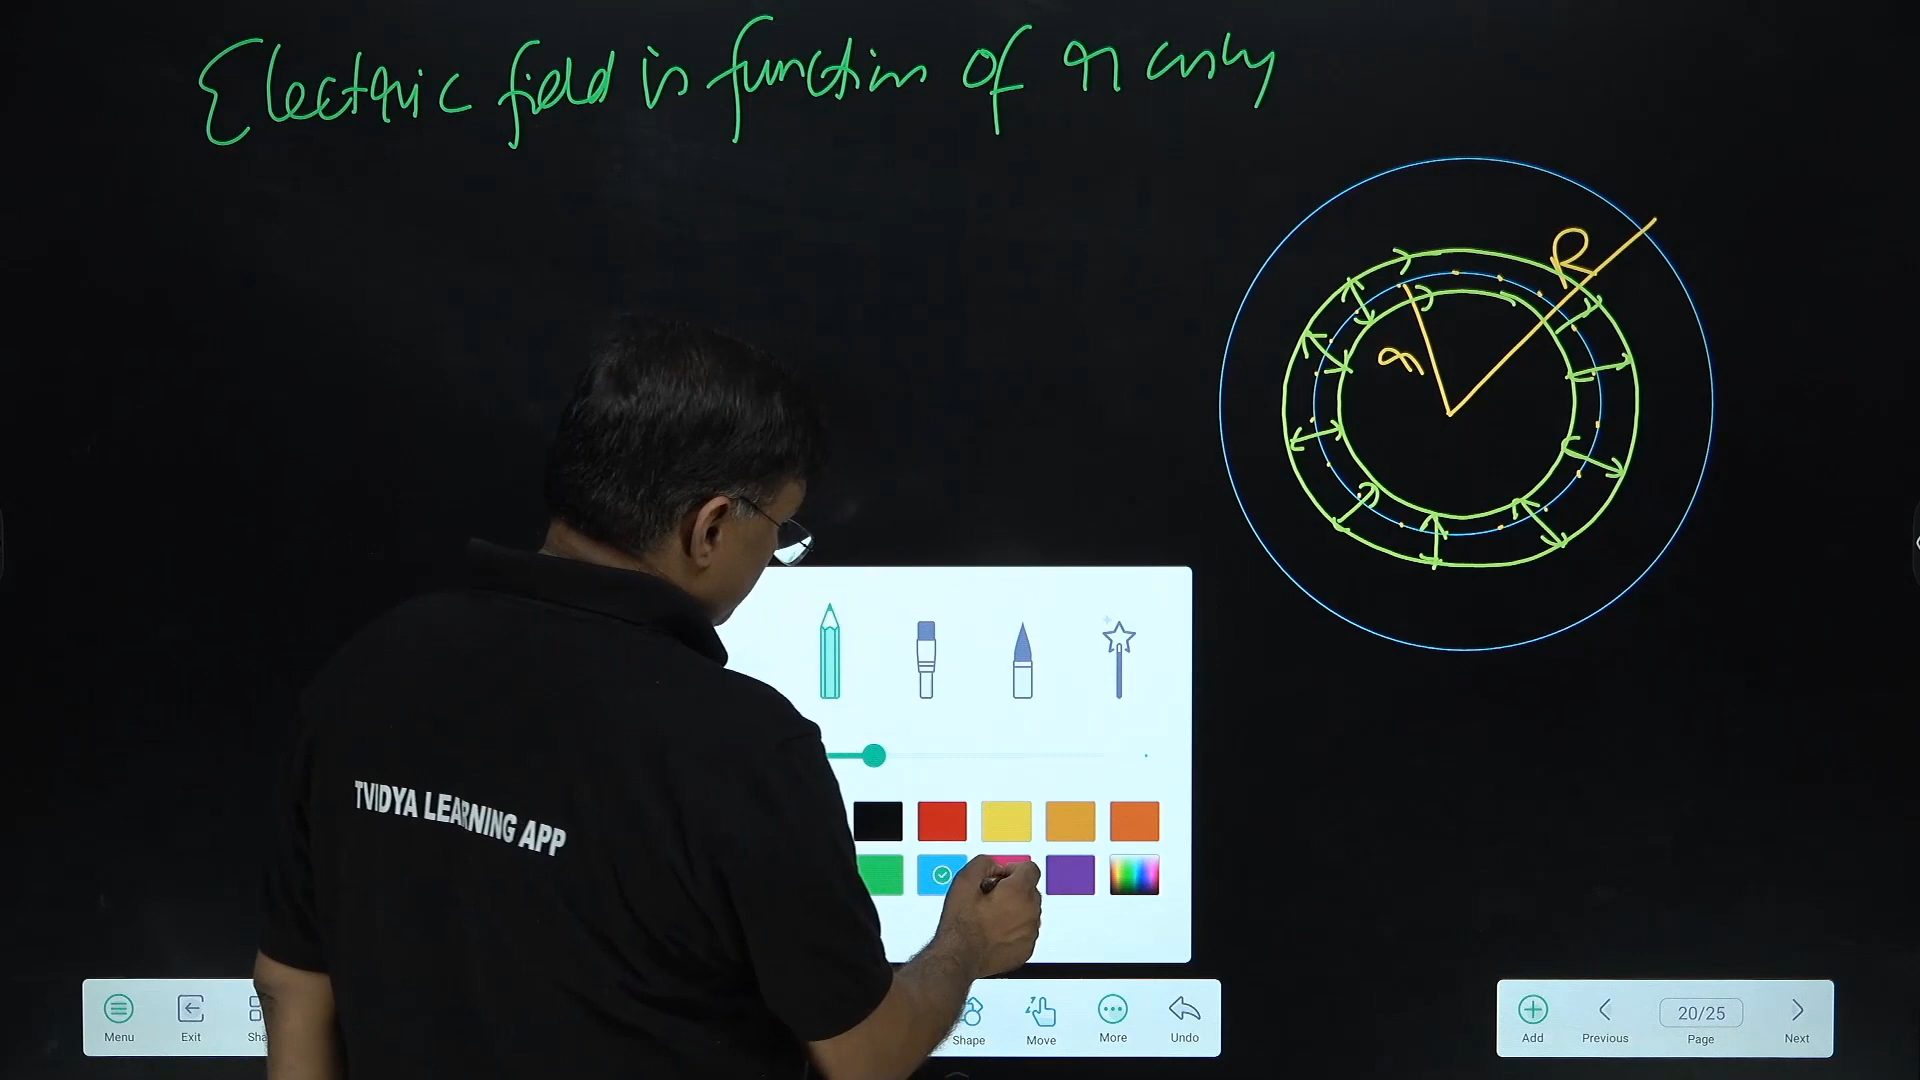 Electric field is function of r only
R
r
TVIDYA LEARNING APP
Menu
Exit
Sha
Shape
Move
More
Undo
Add
Previous
20/25
Page
Next